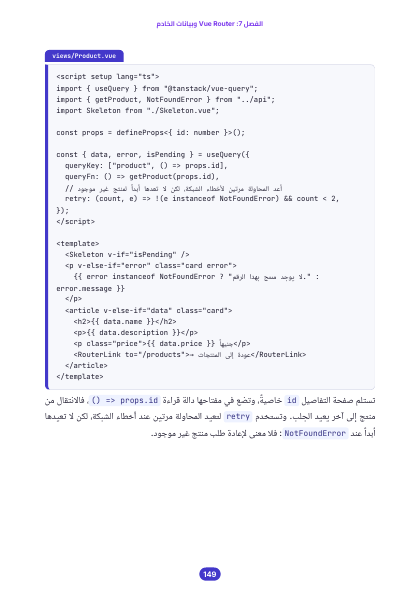 الفصل 7: Vue Router وبيانات الخادم
views/Product.vue
<script setup lang="ts">
import { useQuery } from "@tanstack/vue-query";
import { getProduct, NotFoundError } from "../api";
import Skeleton from "./Skeleton.vue";
const props = defineProps<{ id: number }>();
const { data, error, isPending } = useQuery({
  queryKey: ["product", () => props.id],
  queryFn: () => getProduct(props.id),
  // أعد المحاولة مرتين لأخطاء الشبكة، لكن لا تعدها أبداً لمنتج غير موجود
  retry: (count, e) => !(e instanceof NotFoundError) && count < 2,
});
</script>
<template>
  <Skeleton v-if="isPending" />
  <p v-else-if="error" class="card error">
    {{ error instanceof NotFoundError ? "لا يوجد منتج بهذا الرقم." :
error.message }}
  </p>
  <article v-else-if="data" class="card">
    <h2>{{ data.name }}</h2>
    <p>{{ data.description }}</p>
    <p class="price">{{ data.price }} جنيهاً</p>
    <RouterLink to="/products">→ عودة إلى المنتجات</RouterLink>
  </article>
</template>
تستلم صفحة التفاصيل id خاصيةً، وتضع في مفتاحها دالة قراءة () => props.id، فالانتقال من
منتج إلى آخر يعيد الجلب. وتستخدم retry لتعيد المحاولة مرتين عند أخطاء الشبكة، لكن لا تعيدها
أبداً عند NotFoundError: فلا معنى لإعادة طلب منتج غير موجود.
149